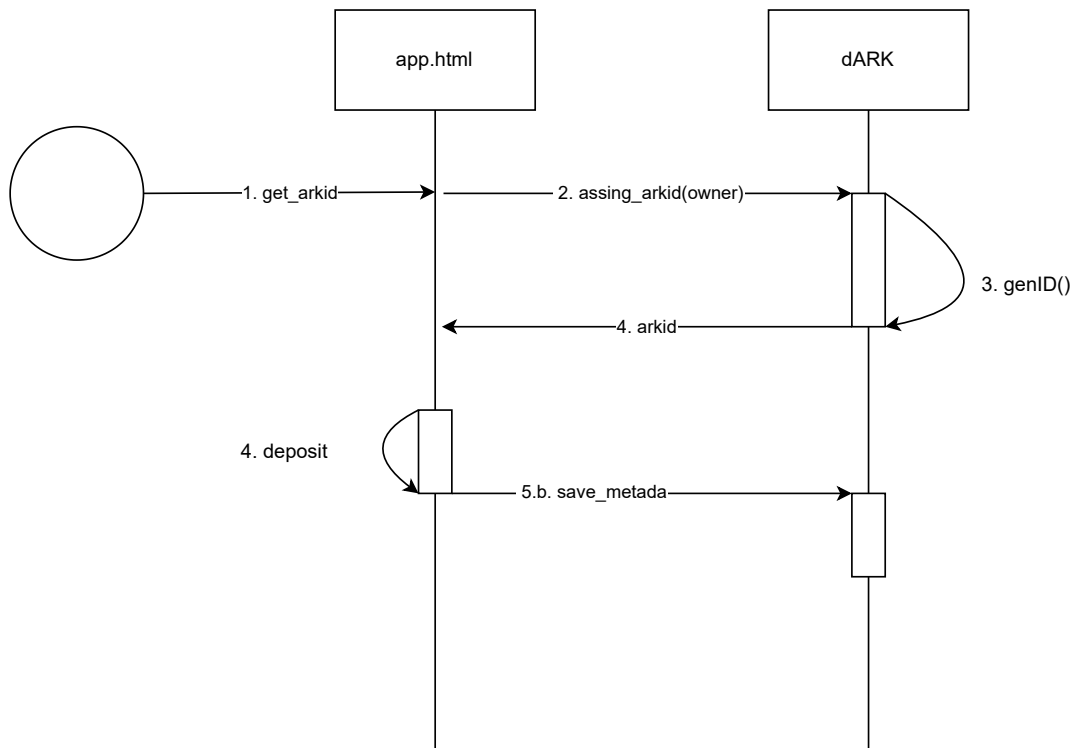 app.html
dARK
1. get_arkid
2. assing_arkid(owner)
3. genID()
4. arkid
4. deposit
5.b. save_metada